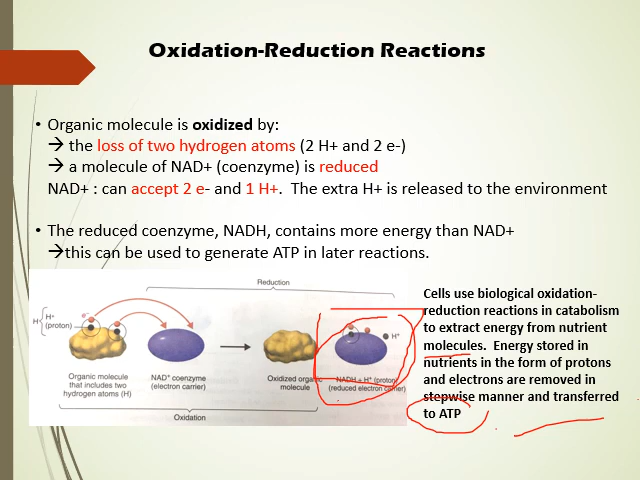 Oxidation-Reduction Reactions
• Organic molecule is oxidized by:
→ the loss of two hydrogen atoms (2 H+ and 2 e-)
→ a molecule of NAD+ (coenzyme) is reduced
NAD+ : can accept 2 e- and 1 H+. The extra H+ is released to the environment
• The reduced coenzyme, NADH, contains more energy than NAD+
→this can be used to generate ATP in later reactions.
Reduction
H
H⁺
(proton)
e⁻
H⁺
Organic molecule
that includes two
hydrogen atoms (H)
NAD⁺ coenzyme
(electron carrier)
Oxidized organic
molecule
NADH + H⁺ (proton)
(reduced electron carrier)
Oxidation
Cells use biological oxidation-
reduction reactions in catabolism
to extract energy from nutrient
molecules. Energy stored in
nutrients in the form of protons
and electrons are removed in
stepwise manner and transferred
to ATP